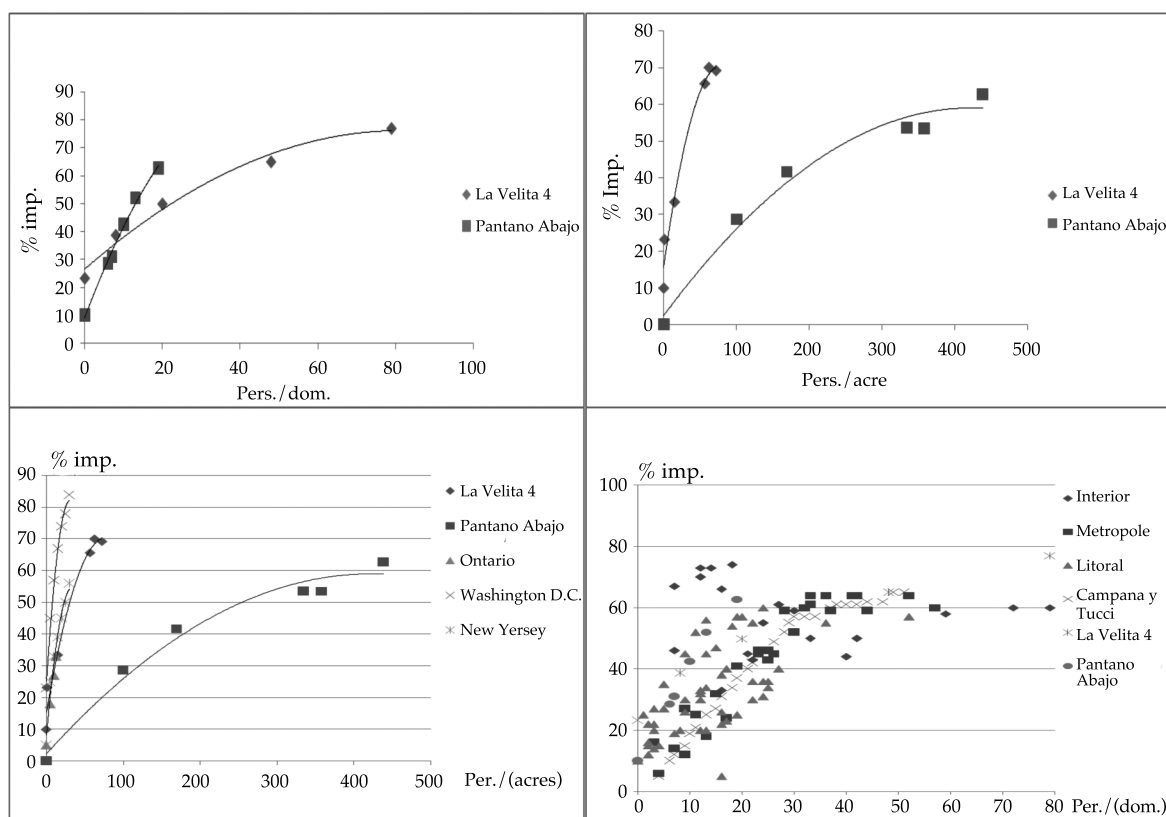 90
80
70
60
50
40
30
20
10
0
% imp.
0 20 40 60 80 100
Pers./dom.
La Velita 4
Pantano Abajo
80
70
60
50
40
30
20
10
0
% Imp.
0 100 200 300 400 500
Pers./acre
La Velita 4
Pantano Abajo
% imp.
90
80
70
60
50
40
30
20
10
0
0 100 200 300 400 500
Per./(acres)
La Velita 4
Pantano Abajo
Ontario
Washington D.C.
New Yersey
% imp.
100
80
60
40
20
0
0 10 20 30 40 50 60 70 80
Per./(dom.)
Interior
Metropole
Litoral
Campana y
Tucci
La Velita 4
Pantano
Abajo